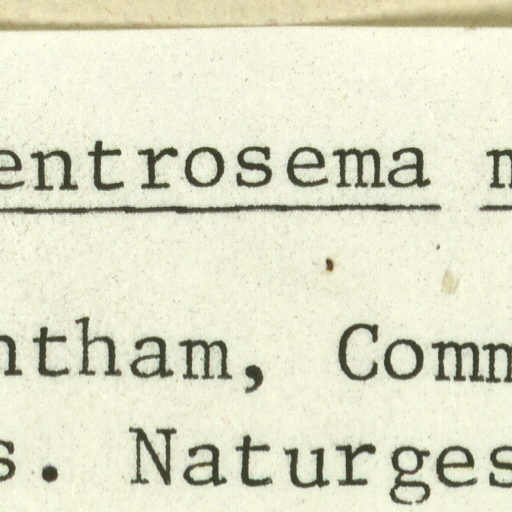 entrosema
ntham, Comm
s. Naturges